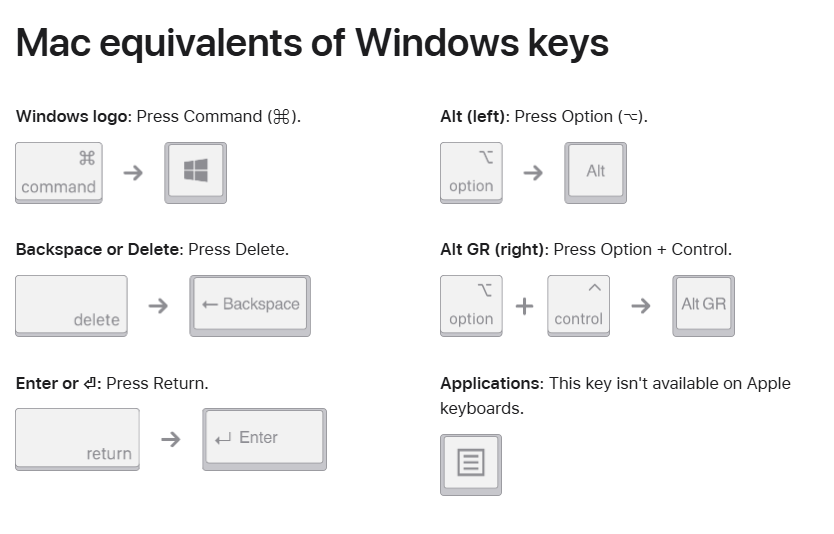 Mac equivalents of Windows keys
Windows logo: Press Command (⌘).
⌘
command
Alt (left): Press Option (⌥).
⌥
option
Alt
Backspace or Delete: Press Delete.
delete
← Backspace
Alt GR (right): Press Option + Control.
⌥
option
+
^
control
Alt GR
Enter or ⏎: Press Return.
return
↵ Enter
Applications: This key isn't available on Apple
keyboards.